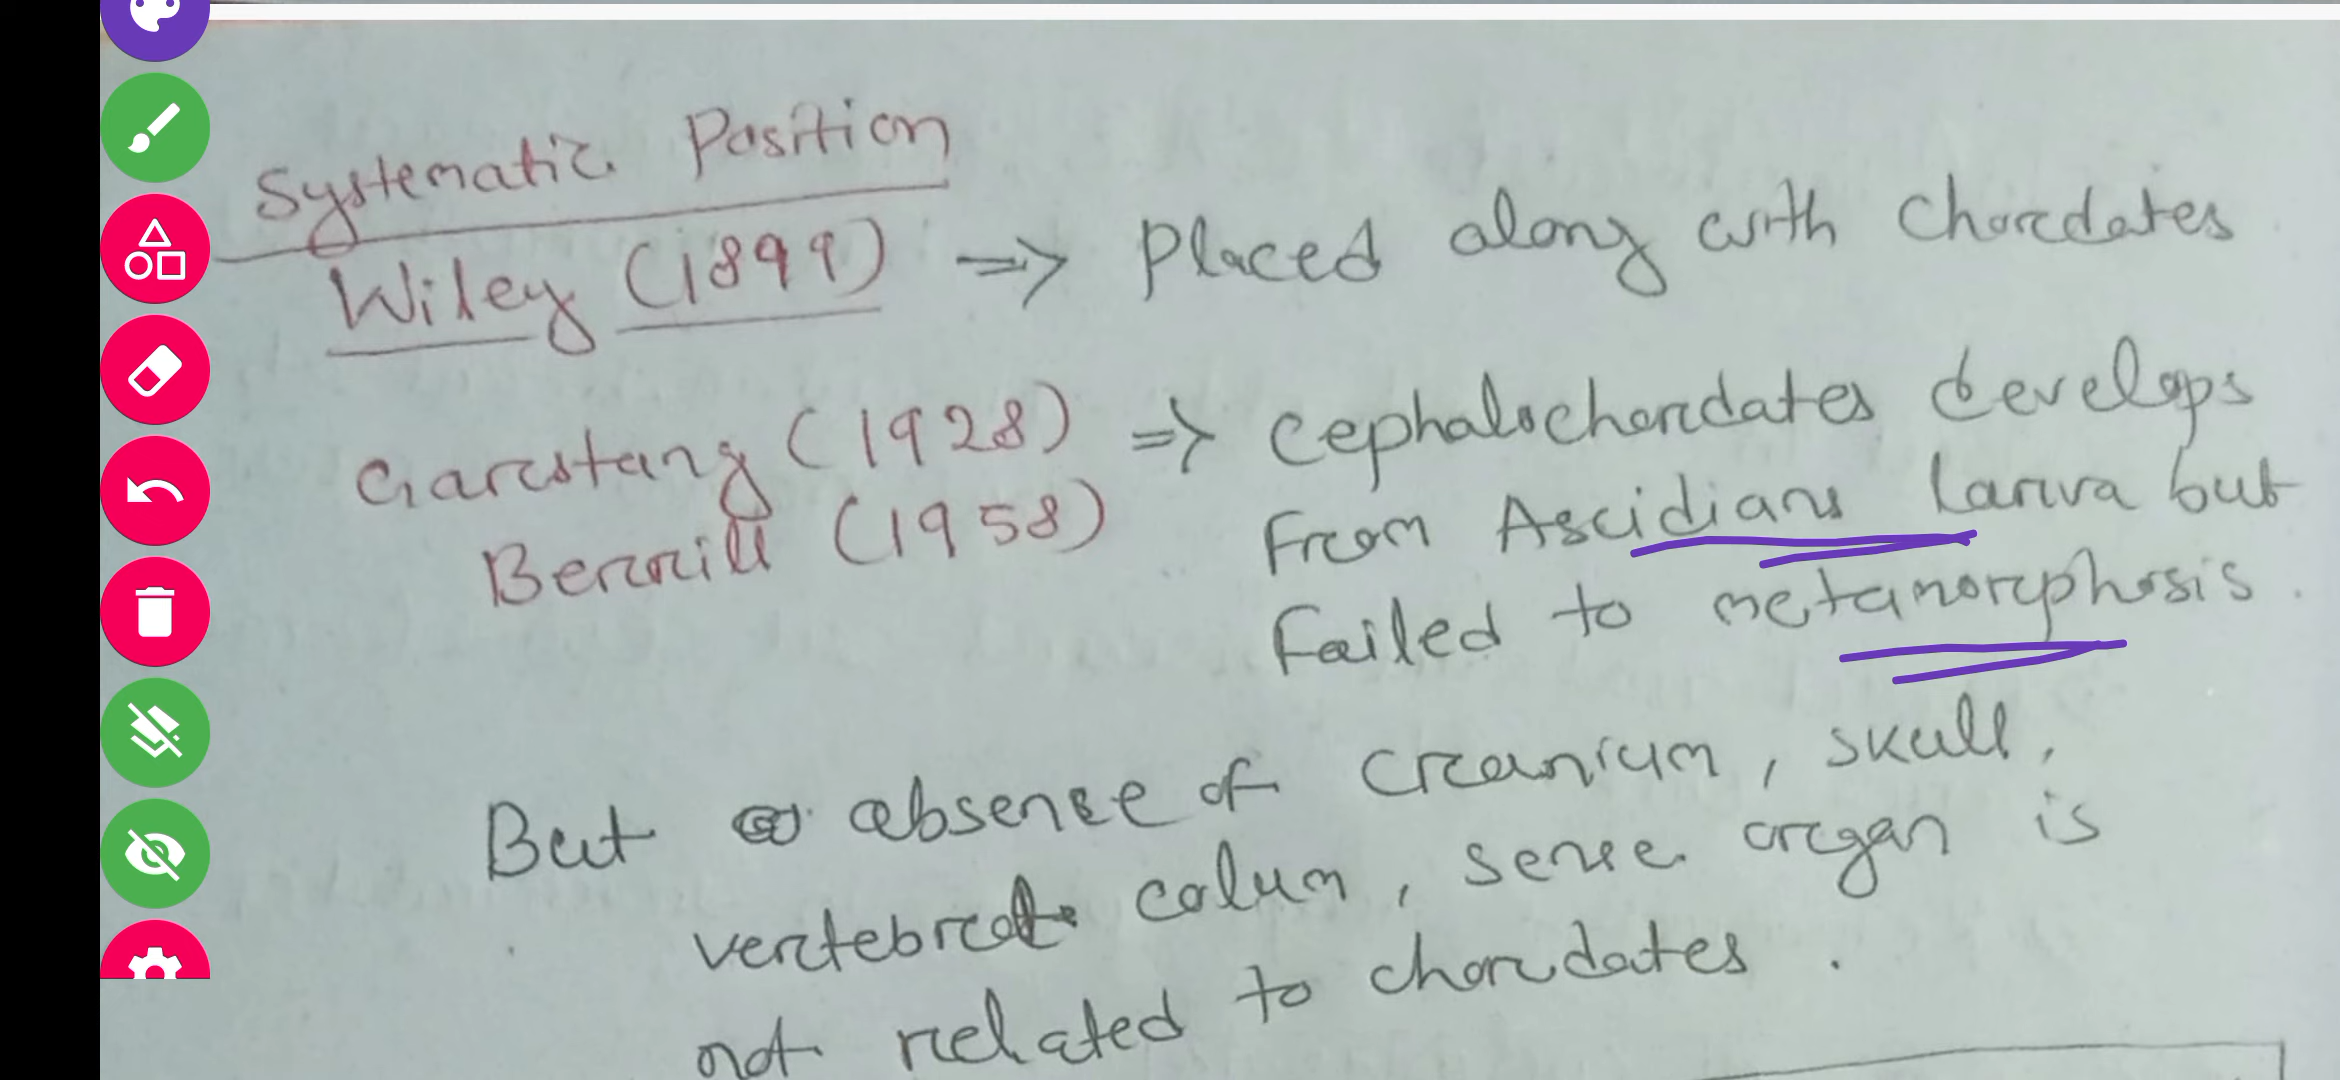 Systematic Position
Wiley (1899) => Placed along with chordates
Garstang (1928) => cephalochordates develops
Berrill (1958) From Ascidians Larva but
Failed to metamorphosis.
But absense of Cranium, skull,
vertebrate colum, sense organ is
not related to chordates.